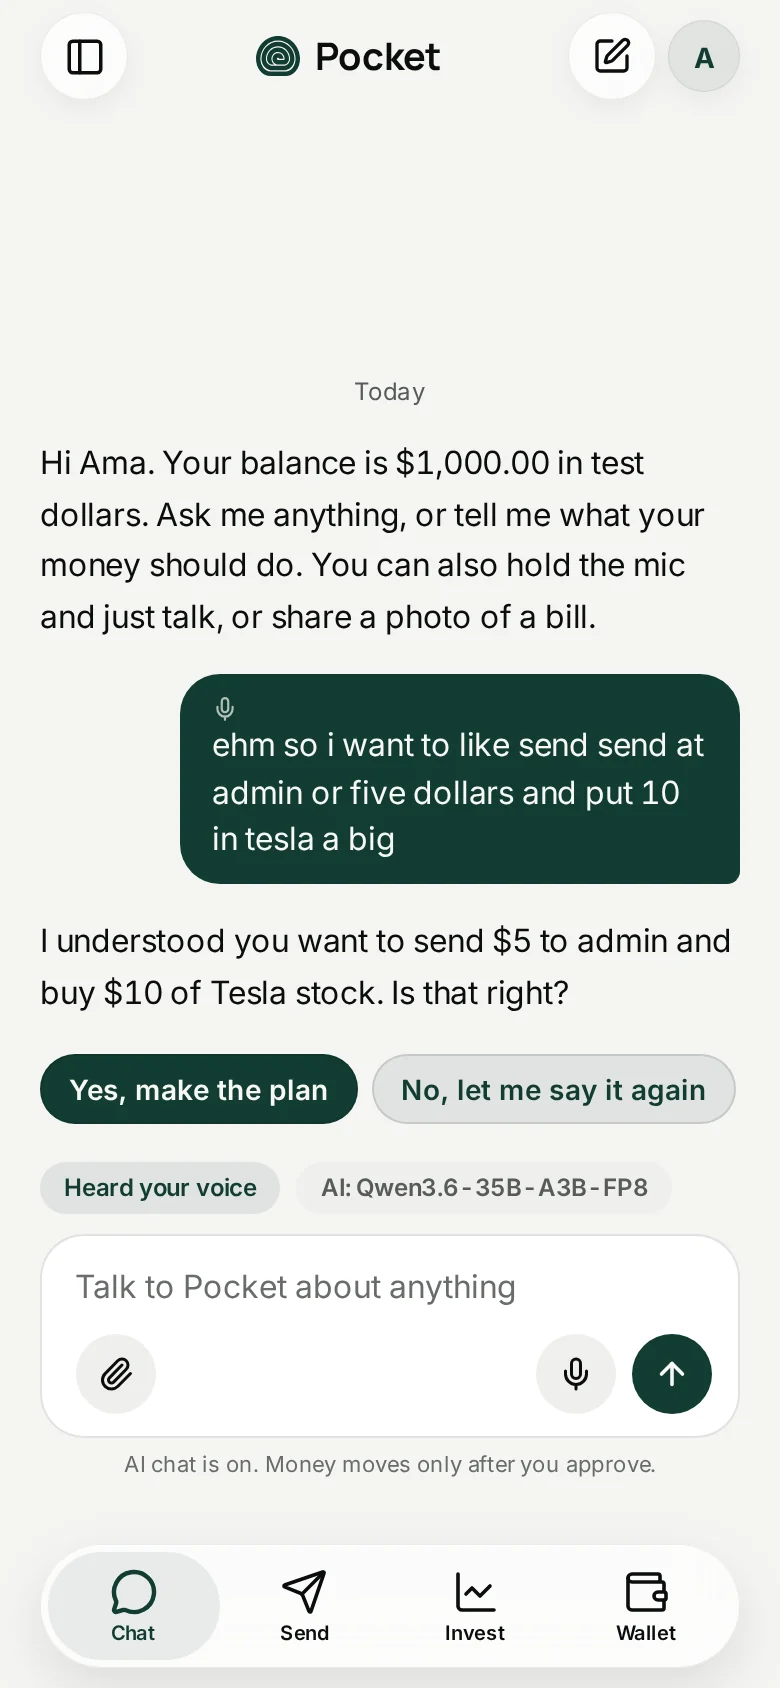 Pocket
A
Today
Hi Ama. Your balance is $1,000.00 in test
dollars. Ask me anything, or tell me what your
money should do. You can also hold the mic
and just talk, or share a photo of a bill.
ehm so i want to like send send at
admin or five dollars and put 10
in tesla a big
I understood you want to send $5 to admin and
buy $10 of Tesla stock. Is that right?
Yes, make the plan
No, let me say it again
Heard your voice
AI: Qwen3.6-35B-A3B-FP8
Talk to Pocket about anything
AI chat is on. Money moves only after you approve.
Chat
Send
Invest
Wallet